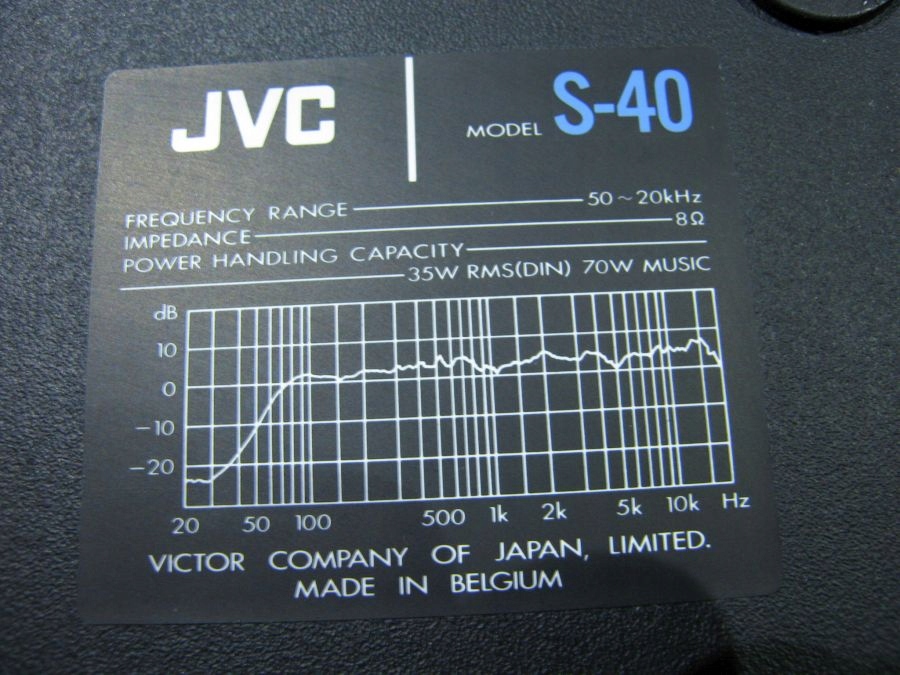 JVC
MODEL S-40
FREQUENCY RANGE 50~20kHz
IMPEDANCE 8Ω
POWER HANDLING CAPACITY
35W RMS(DIN) 70W MUSIC
dB
10
0
−10
−20
20 50 100 500 1k 2k 5k 10k Hz
VICTOR COMPANY OF JAPAN, LIMITED.
MADE IN BELGIUM